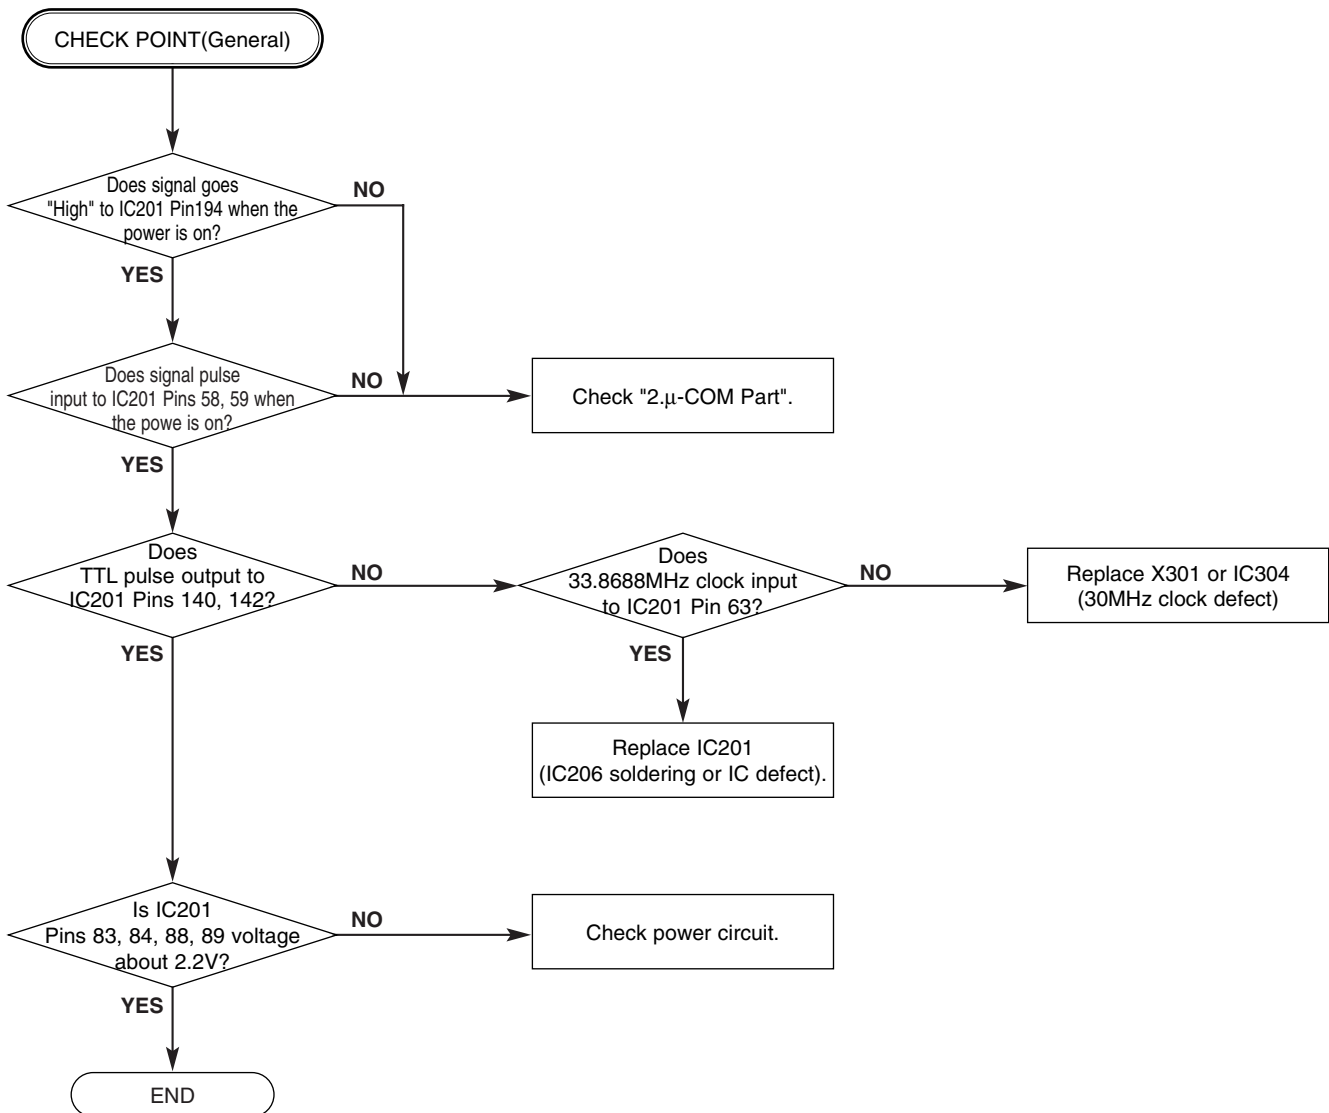 CHECK POINT(General)
Does signal goes
"High" to IC201 Pin194 when the
power is on?
NO
YES
Does signal pulse
input to IC201 Pins 58, 59 when
the powe is on?
NO
Check "2.μ-COM Part".
YES
Does
TTL pulse output to
IC201 Pins 140, 142?
NO
Does
33.8688MHz clock input
to IC201 Pin 63?
NO
Replace X301 or IC304
(30MHz clock defect)
YES
YES
Replace IC201
(IC206 soldering or IC defect).
Is IC201
Pins 83, 84, 88, 89 voltage
about 2.2V?
NO
Check power circuit.
YES
END